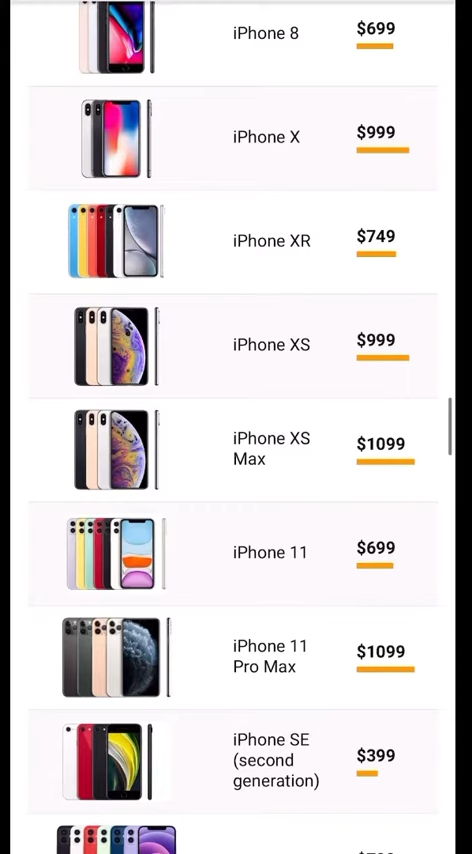 iPhone 8
$699
iPhone X
$999
iPhone XR
$749
iPhone XS
$999
iPhone XS
Max
$1099
iPhone 11
$699
iPhone 11
Pro Max
$1099
iPhone SE
(second
generation)
$399